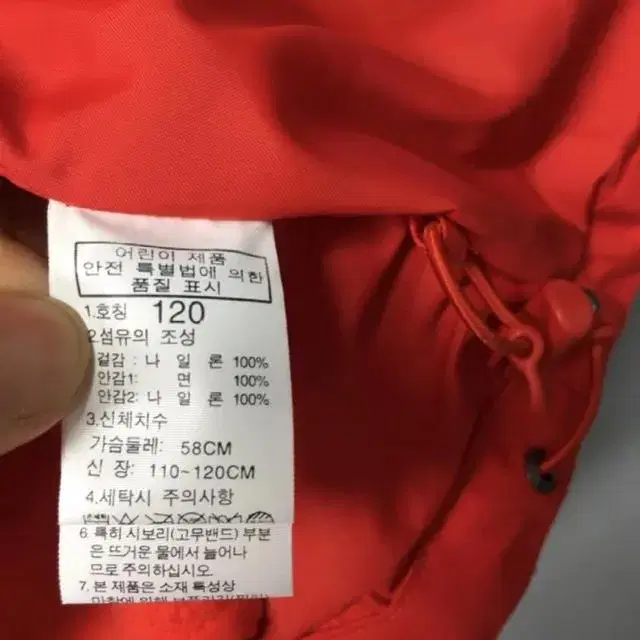 어린이 제품
안전 특별법에 의한
품질 표시
1.호칭 120
2.섬유의 조성
겉감 : 나 일 론 100%
안감1: 면 100%
안감2: 나 일 론 100%
3.신체치수
가슴둘레: 58CM
신 장: 110~120CM
4.세탁시 주의사항
6. 특히 시보리(고무밴드) 부분
은 뜨거운 물에서 늘어나
므로 주의하십시오.
7. 본 제품은 소재 특성상